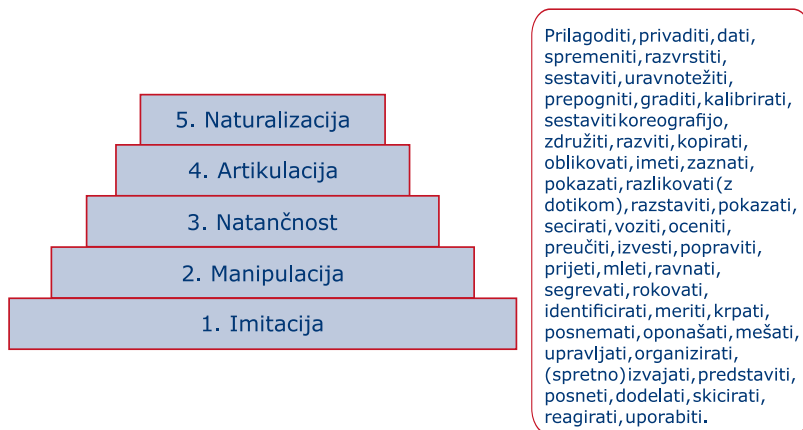 5. Naturalizacija
4. Artikulacija
3. Natančnost
2. Manipulacija
1. Imitacija
Prilagoditi, privaditi, dati,
spremeniti, razvrstiti,
sestaviti, uravnotežiti,
prepogniti, graditi, kalibrirati,
sestaviti koreografijo,
združiti, razviti, kopirati,
oblikovati, imeti, zaznati,
pokazati, razlikovati (z
dotikom), razstaviti, pokazati,
secirati, voziti, oceniti,
preučiti, izvesti, popraviti,
prijeti, mleti, ravnati,
segrevati, rokovati,
identificirati, meriti, krpati,
posnemati, oponašati, mešati,
upravljati, organizirati,
(spretno) izvajati, predstaviti,
posneti, dodelati, skicirati,
reagirati, uporabiti.